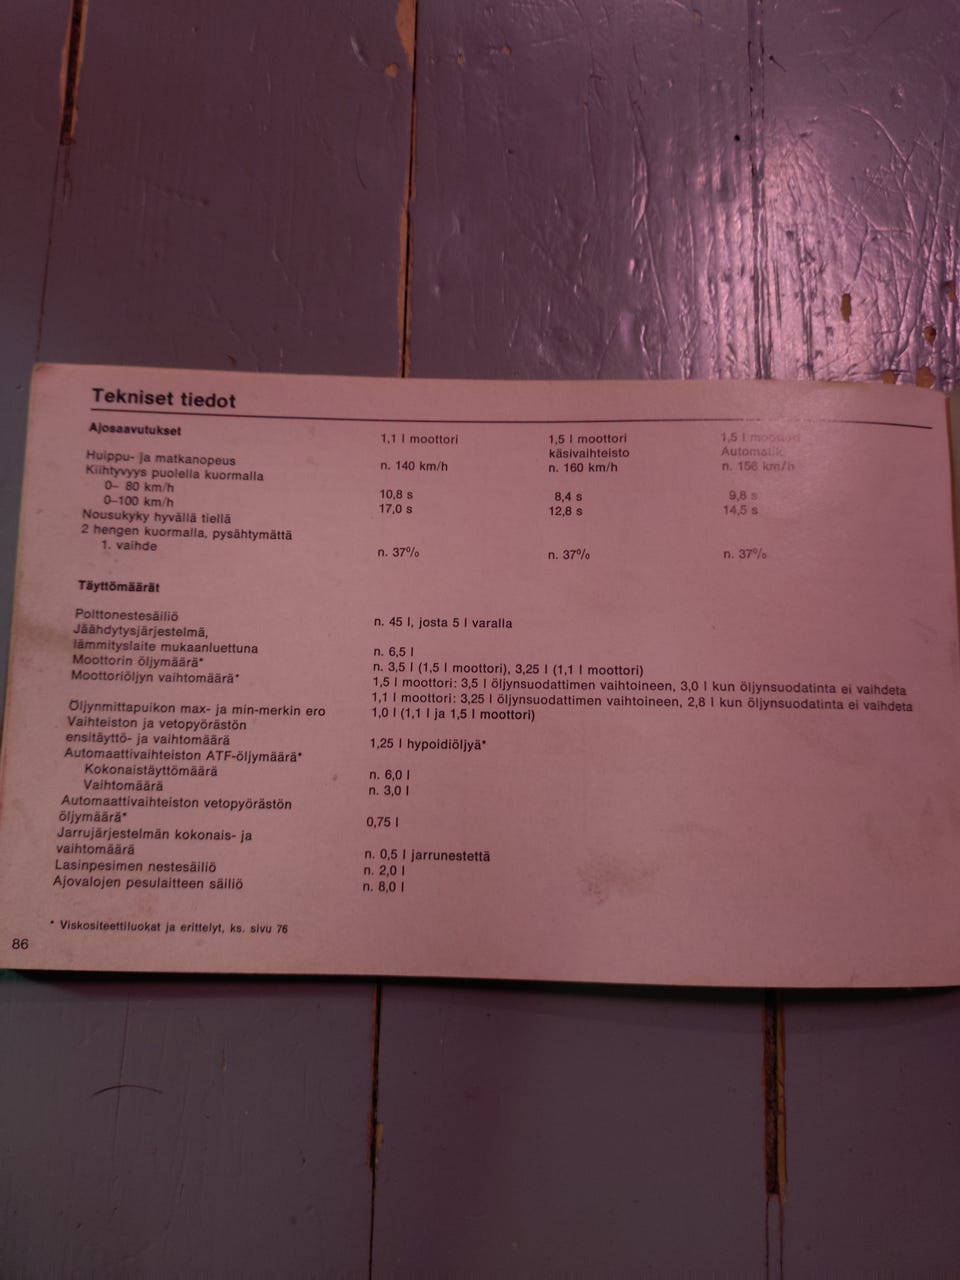 Tekniset tiedot
Ajosaavutukset
1,1 l moottori 1,5 l moottori käsivaihteisto 1,5 l moottori Automatik.
Huippu- ja matkanopeus n. 140 km/h n. 160 km/h n. 156 km/h
Kiihtyvyys puolella kuormalla
0– 80 km/h 10,8 s 8,4 s 9,8 s
0–100 km/h 17,0 s 12,8 s 14,5 s
Nousukyky hyvällä tiellä
2 hengen kuormalla, pysähtymättä
1. vaihde n. 37% n. 37% n. 37%
Täyttömäärät
Polttonestesäiliö n. 45 l, josta 5 l varalla
Jäähdytysjärjestelmä,
lämmityslaite mukaanluettuna n. 6,5 l
Moottorin öljymäärä* n. 3,5 l (1,5 l moottori), 3,25 l (1,1 l moottori)
Moottoriöljyn vaihtomäärä* 1,5 l moottori: 3,5 l öljynsuodattimen vaihtoineen, 3,0 l kun öljynsuodatinta ei vaihdeta
1,1 l moottori: 3,25 l öljynsuodattimen vaihtoineen, 2,8 l kun öljynsuodatinta ei vaihdeta
Öljynmittapuikon max- ja min-merkin ero 1,0 l (1,1 l ja 1,5 l moottori)
Vaihteiston ja vetopyörästön
ensitäyttö- ja vaihtomäärä 1,25 l hypoidiöljyä*
Automaattivaihteiston ATF-öljymäärä*
Kokonaistäyttömäärä n. 6,0 l
Vaihtomäärä n. 3,0 l
Automaattivaihteiston vetopyörästön
öljymäärä* 0,75 l
Jarrujärjestelmän kokonais- ja
vaihtomäärä n. 0,5 l jarrunestettä
Lasinpesimen nestesäiliö n. 2,0 l
Ajovalojen pesulaitteen säiliö n. 8,0 l
* Viskositeettiluokat ja erittelyt, ks. sivu 76
86